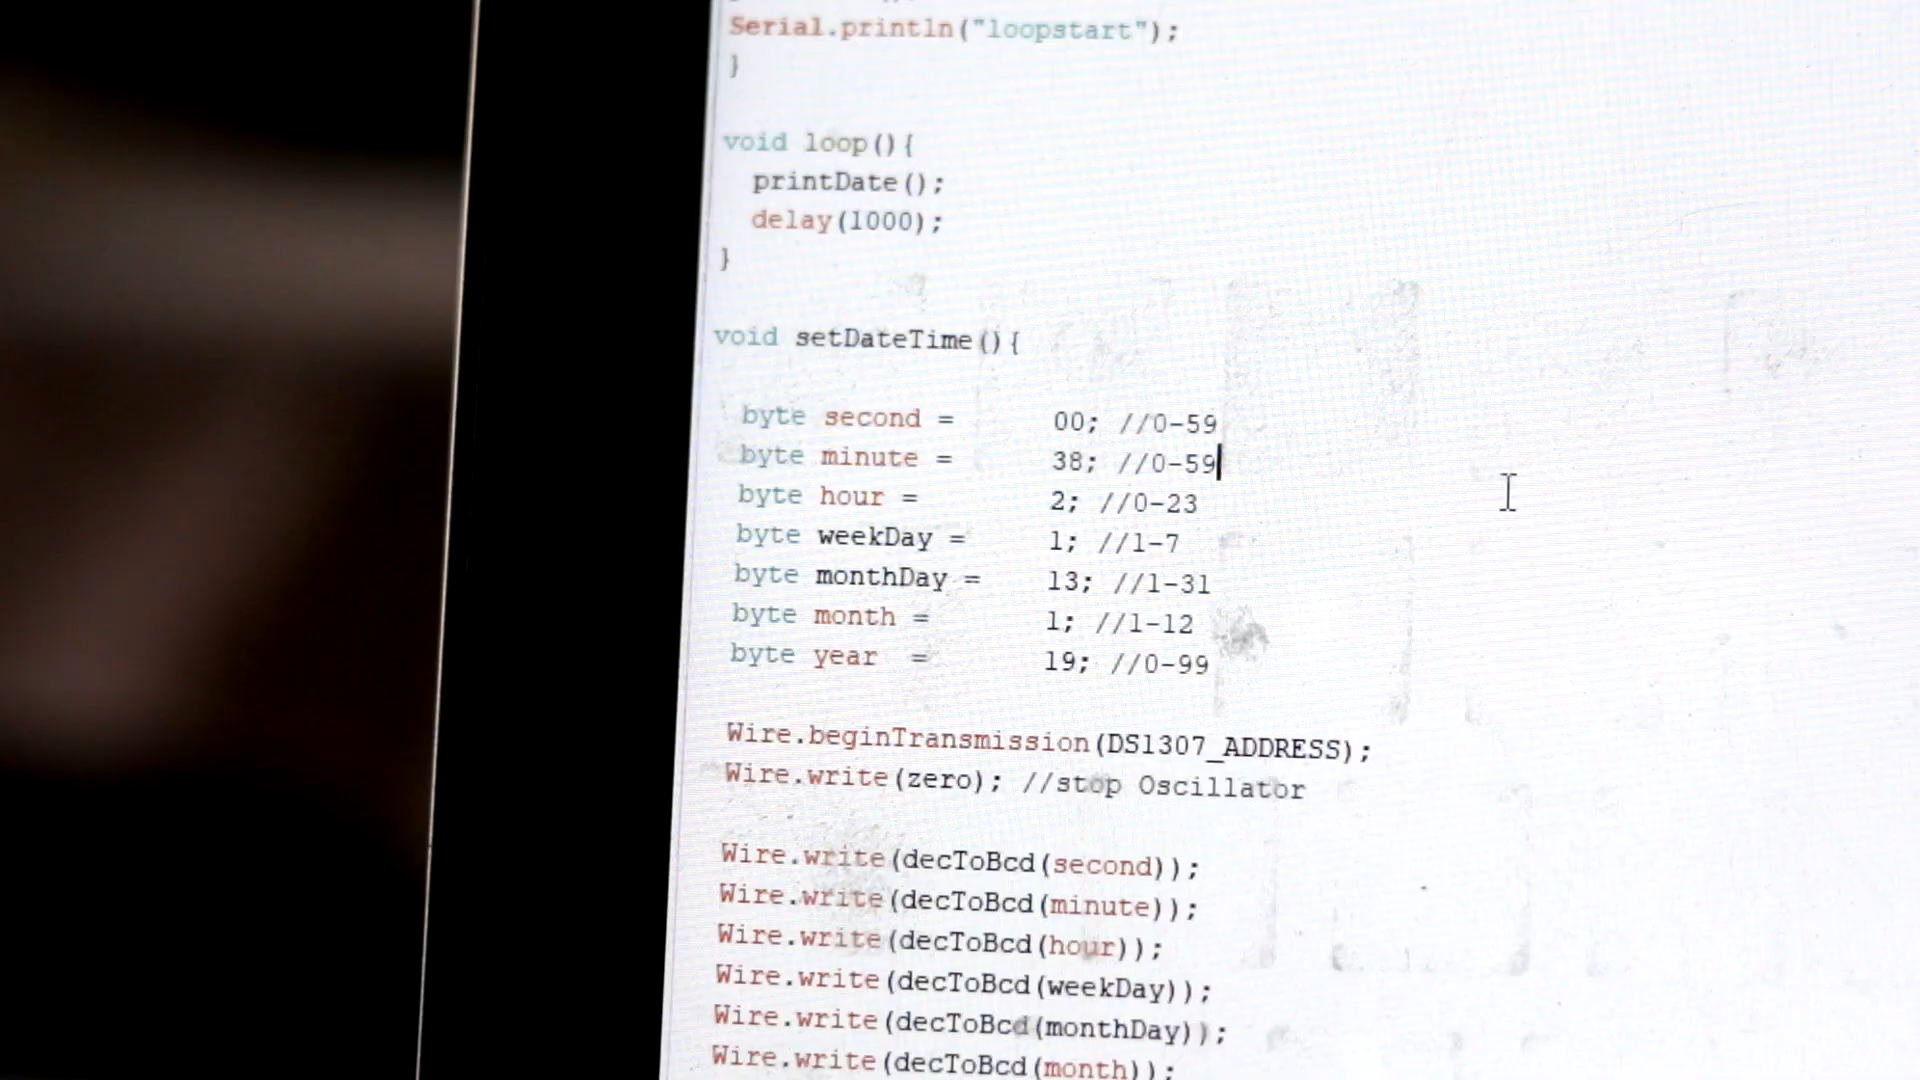 Serial.println("loopstart");
}
void loop(){
printDate();
delay(1000);
}
void setDateTime(){
byte second = 00; //0-59
byte minute = 38; //0-59
byte hour = 2; //0-23
byte weekDay = 1; //1-7
byte monthDay = 13; //1-31
byte month = 1; //1-12
byte year = 19; //0-99
Wire.beginTransmission(DS1307_ADDRESS);
Wire.write(zero); //stop Oscillator
Wire.write(decToBcd(second));
Wire.write(decToBcd(minute));
Wire.write(decToBcd(hour));
Wire.write(decToBcd(weekDay));
Wire.write(decToBcd(monthDay));
Wire.write(decToBcd(month));